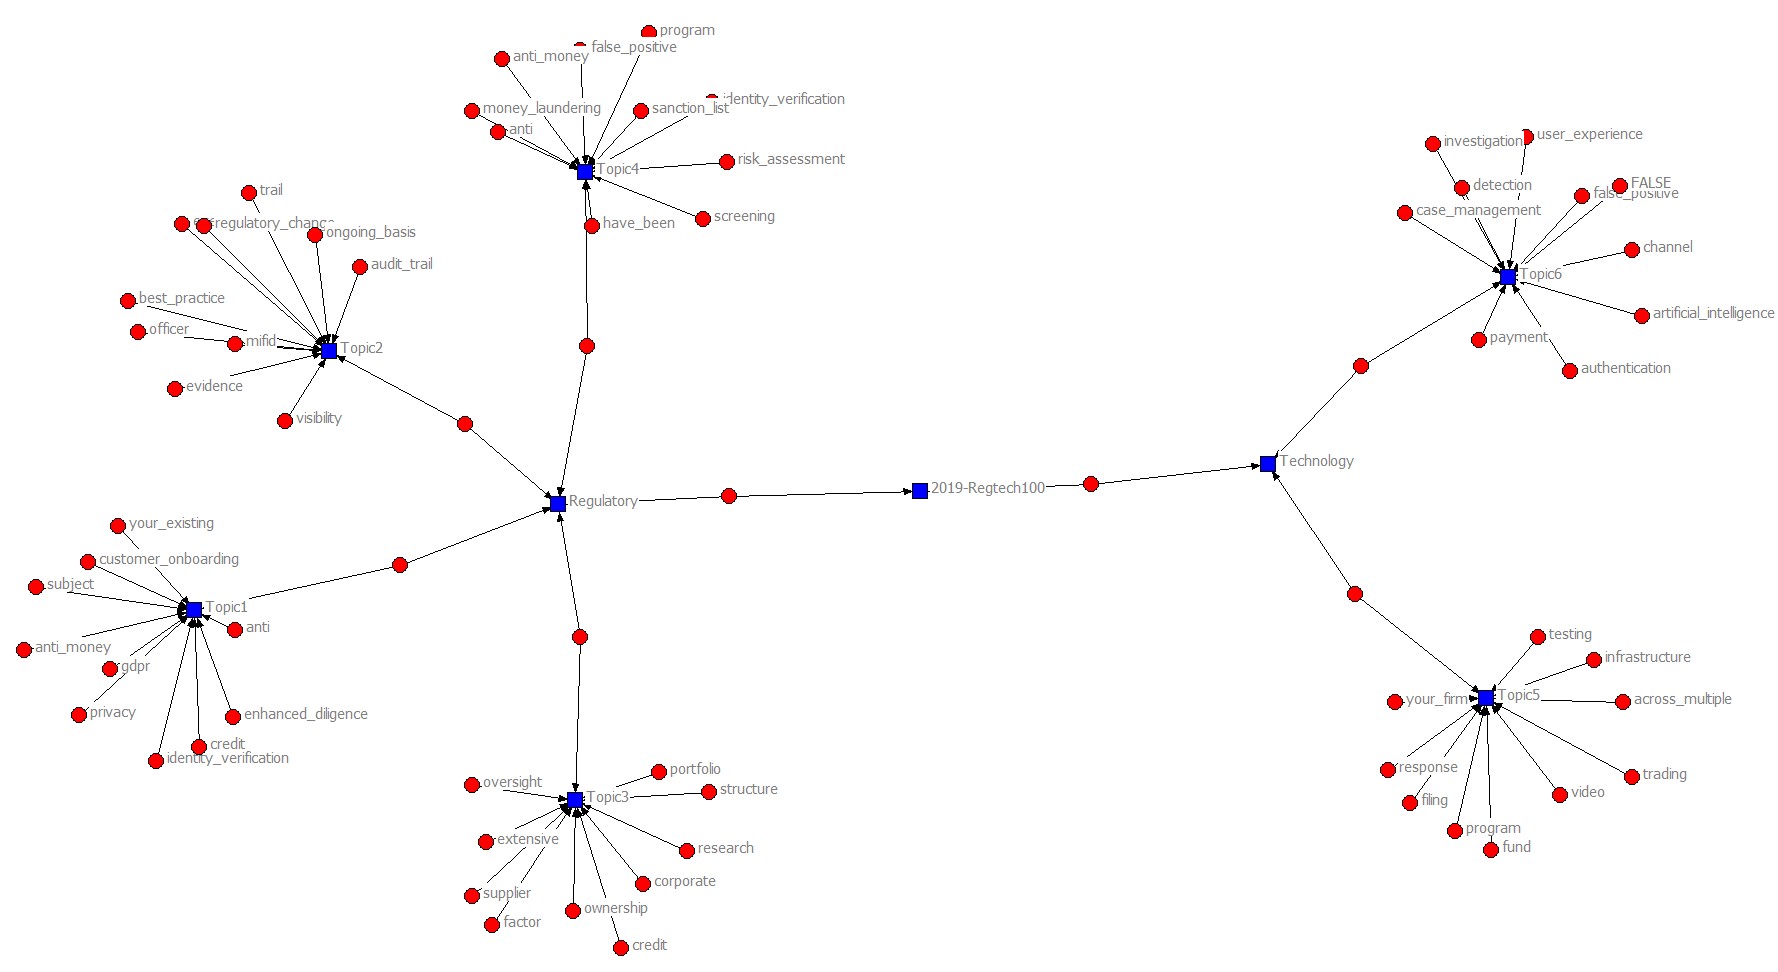 program
false_positive
anti_money
identity_verification
money_laundering
sanction_list
anti
risk_assessment
Topic4
screening
have_been
trail
regulatory_change
ongoing_basis
audit_trail
best_practice
officer
mifid
Topic2
evidence
visibility
user_experience
investigation
detection
FALSE
false_positive
case_management
channel
Topic6
artificial_intelligence
payment
authentication
Technology
2019-Regtech100
Regulatory
your_existing
customer_onboarding
subject
Topic1
anti
anti_money
gdpr
privacy
enhanced_diligence
credit
identity_verification
testing
infrastructure
Topic5
your_firm
across_multiple
response
trading
video
filing
program
fund
portfolio
oversight
structure
Topic3
extensive
research
corporate
supplier
ownership
factor
credit